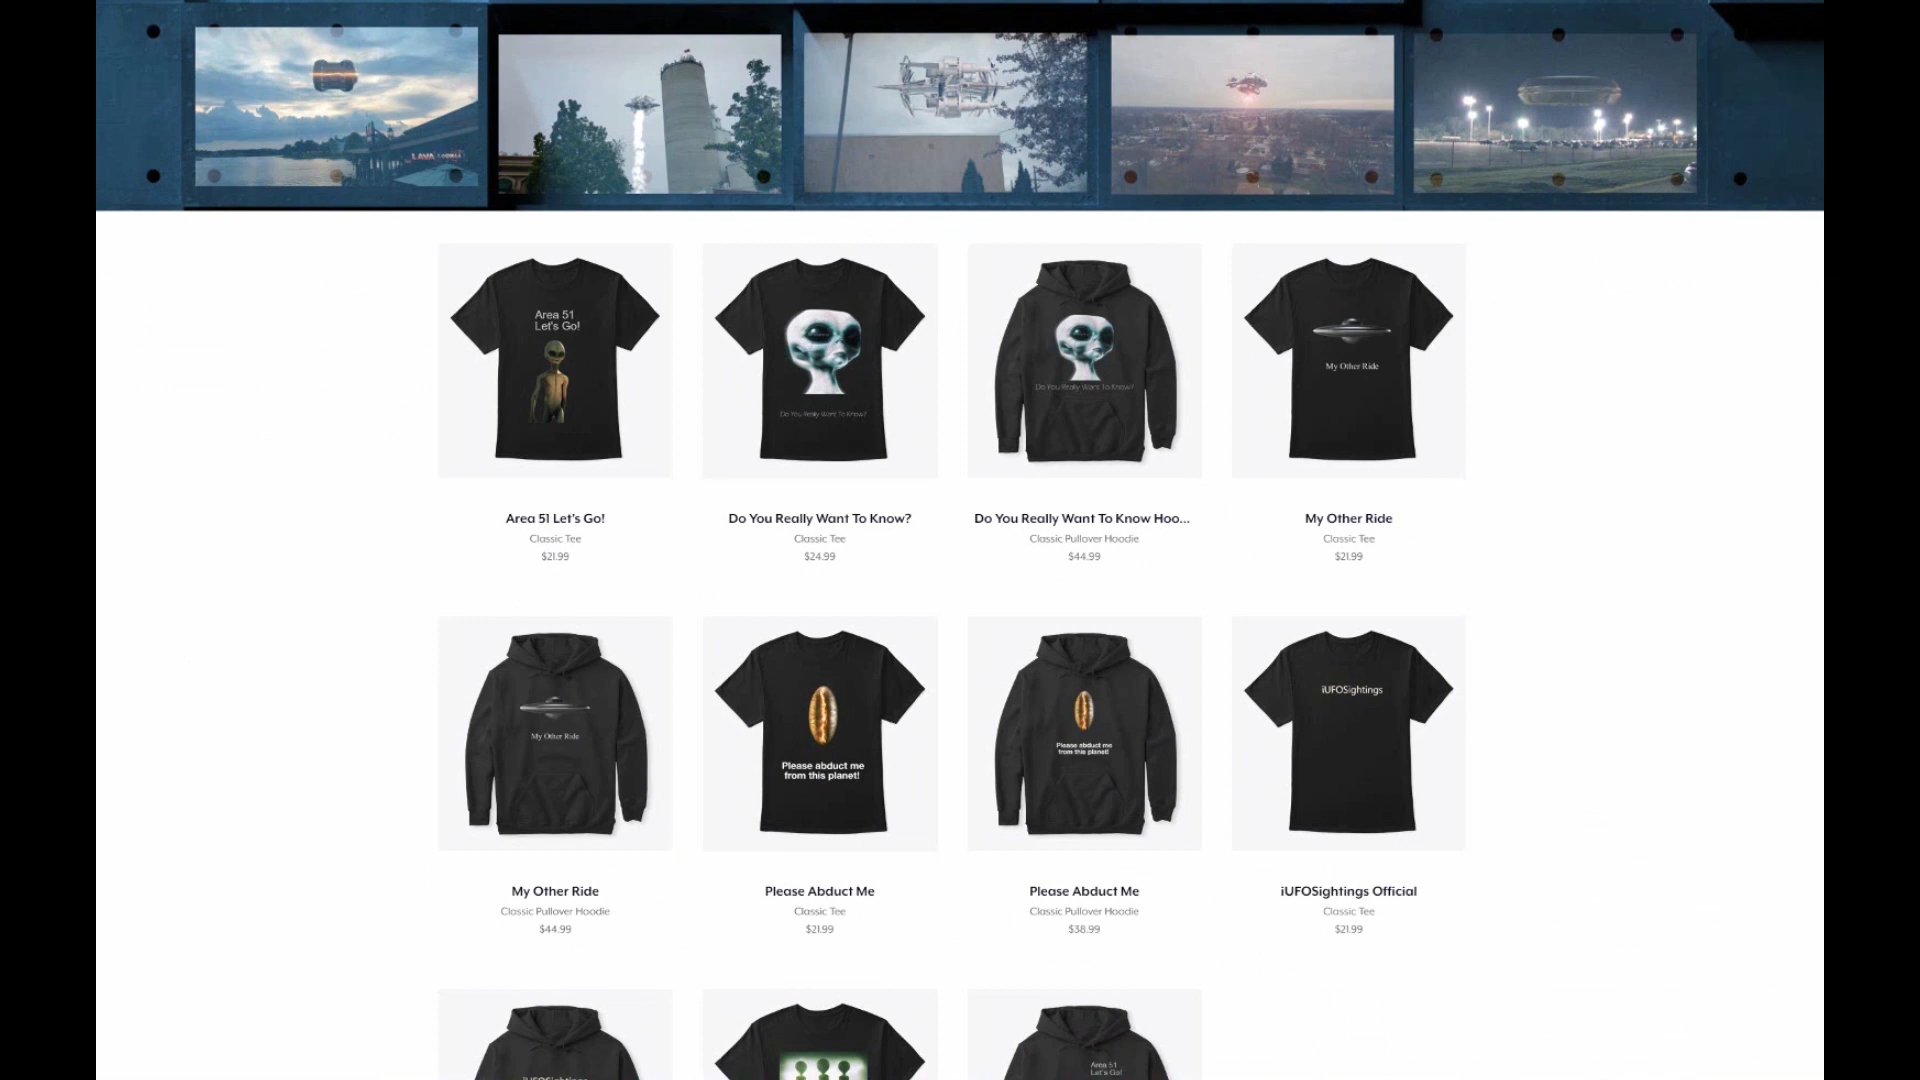 LAVA
Area 51
Let's Go!
Do You Really Want To Know?
Do You Really Want To Know?
My Other Ride
Area 51 Let's Go!
Do You Really Want To Know?
Do You Really Want To Know Hoo...
My Other Ride
Classic Tee
Classic Tee
Classic Pullover Hoodie
Classic Tee
$21.99
$24.99
$44.99
$21.99
My Other Ride
Please abduct me
from this planet!
Please abduct me
from this planet!
iUFOSightings
My Other Ride
Please Abduct Me
Please Abduct Me
iUFOSightings Official
Classic Pullover Hoodie
Classic Tee
Classic Pullover Hoodie
Classic Tee
$44.99
$21.99
$38.99
$21.99
iUFOSightings
Area 51
Let's Go!